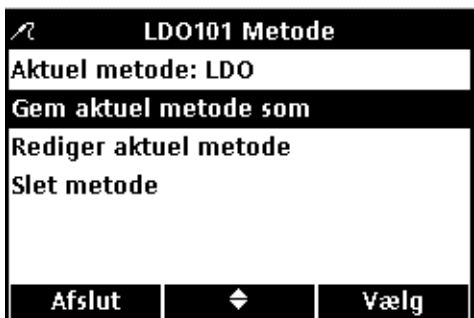 LDO101 Metode
Aktuel metode: LDO
Gem aktuel metode som
Rediger aktuel metode
Slet metode
Afslut Vælg